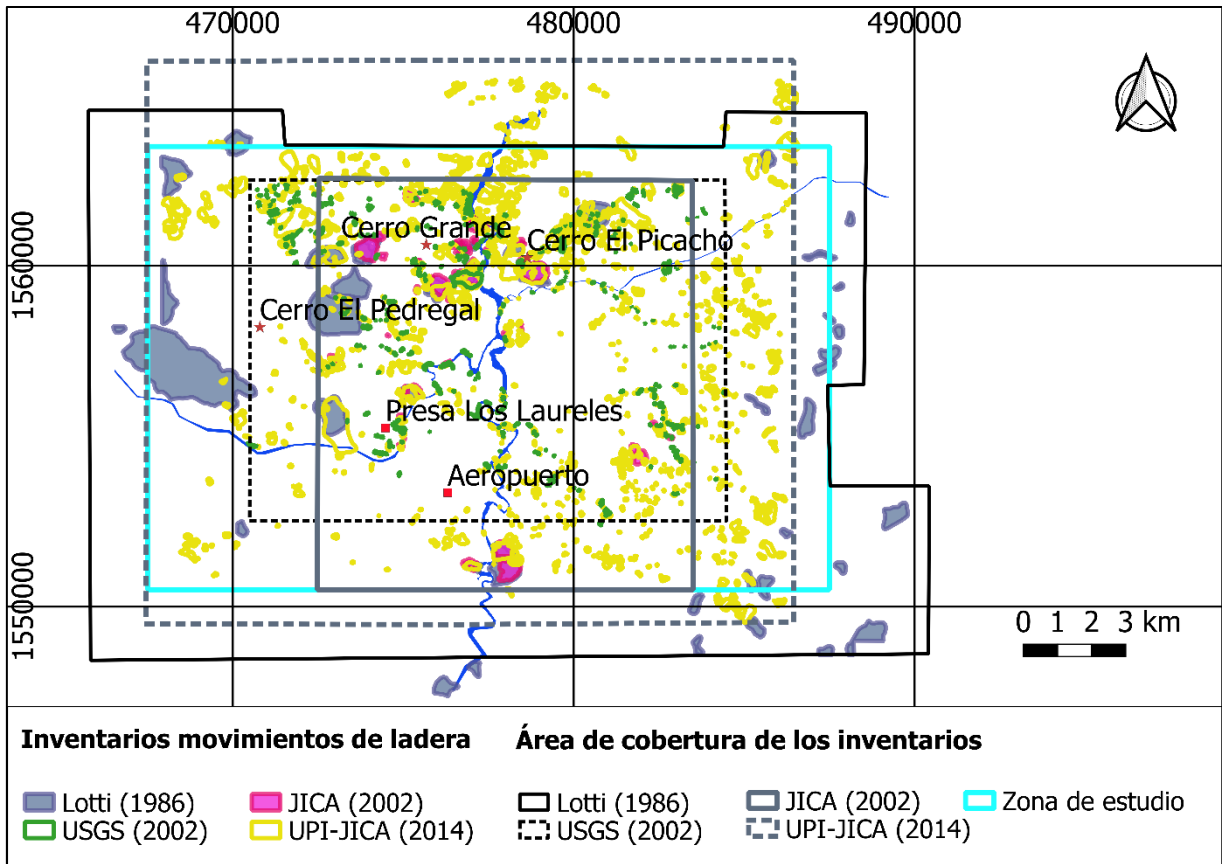 470000 480000 490000
1560000
1550000
Cerro Grande
Cerro El Picacho
Cerro El Pedregal
Presa Los Laureles
Aeropuerto
0 1 2 3 km
Inventarios movimientos de ladera Área de cobertura de los inventarios
Lotti (1986) JICA (2002) Lotti (1986) JICA (2002) Zona de estudio
USGS (2002) UPI-JICA (2014) USGS (2002) UPI-JICA (2014)